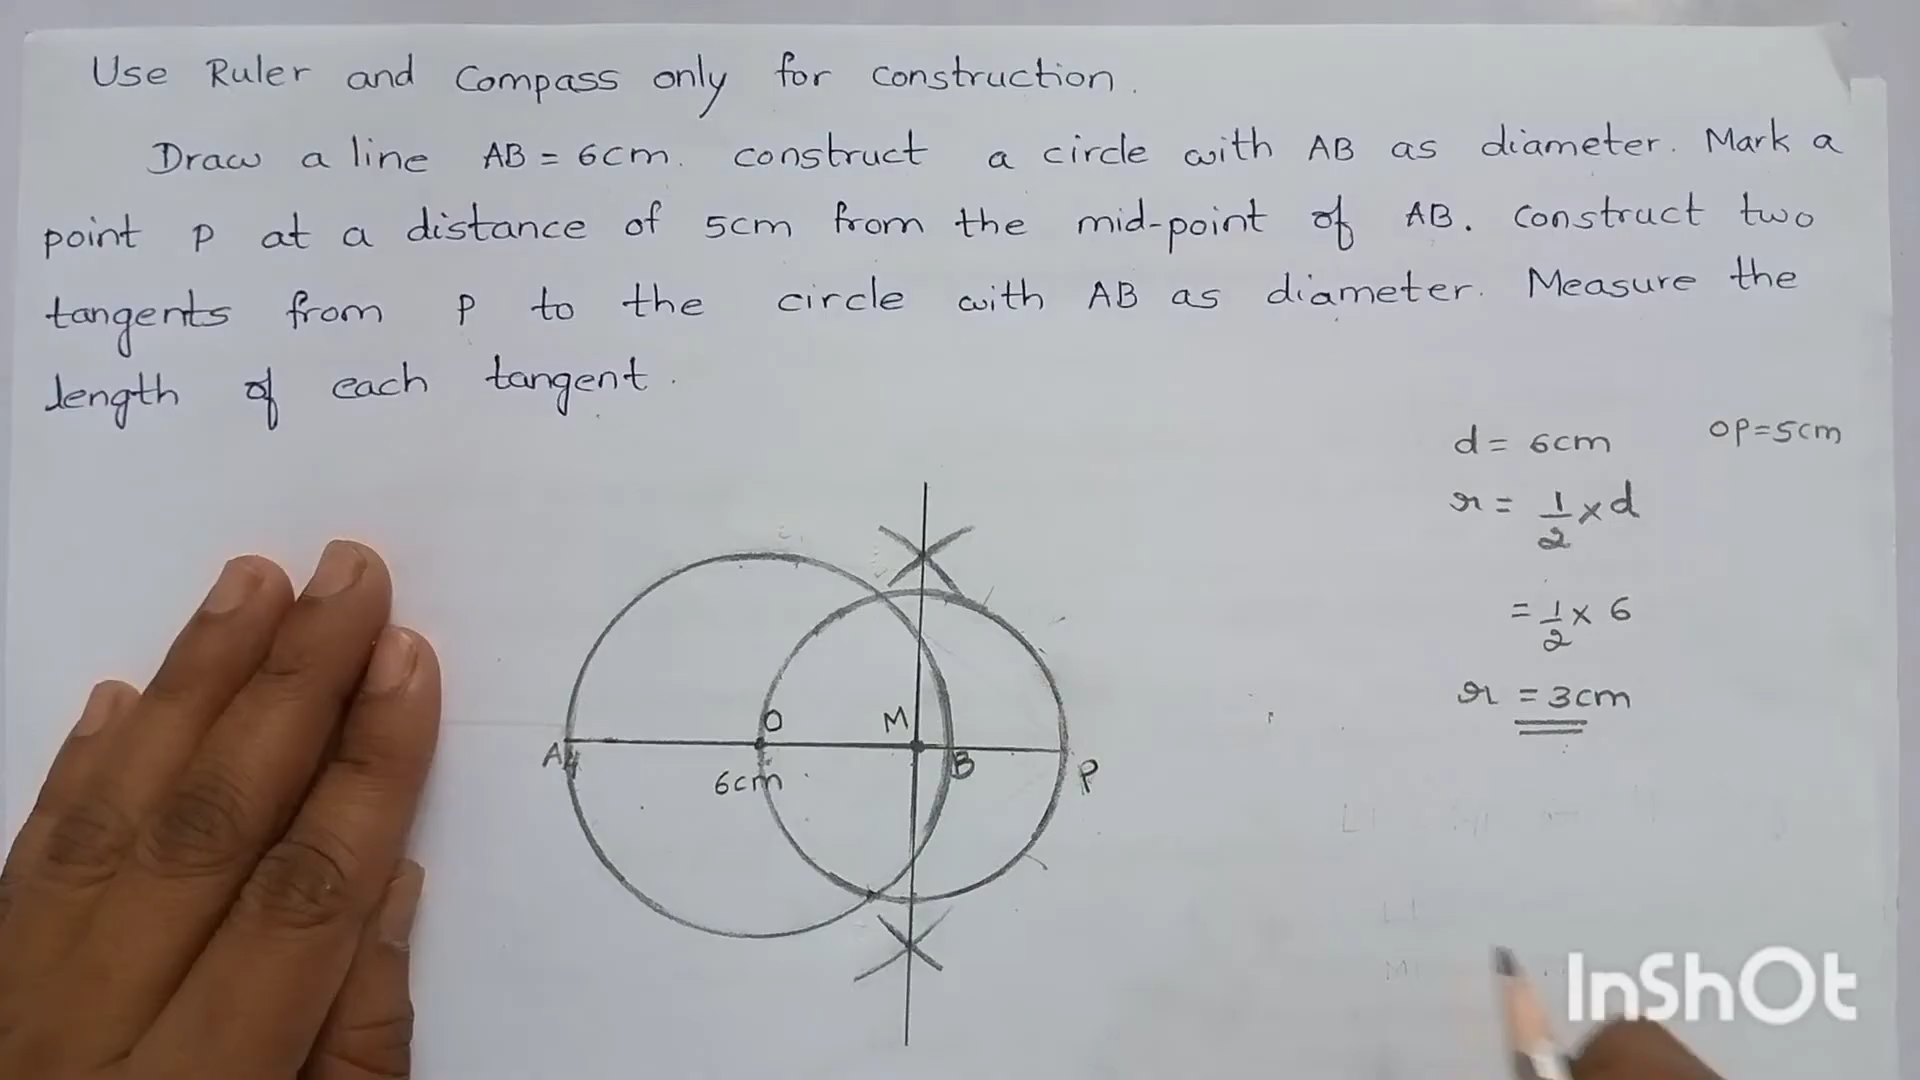 Use Ruler and Compass only for construction.
Draw a line AB = 6cm. construct a circle with AB as diameter. Mark a
point P at a distance of 5cm from the mid-point of AB. construct two
tangents from P to the circle with AB as diameter. Measure the
length of each tangent.
d = 6cm OP=5cm
r = 1/2 × d
= 1/2 × 6
r = 3cm
O M
A B P
6cm
InShOt